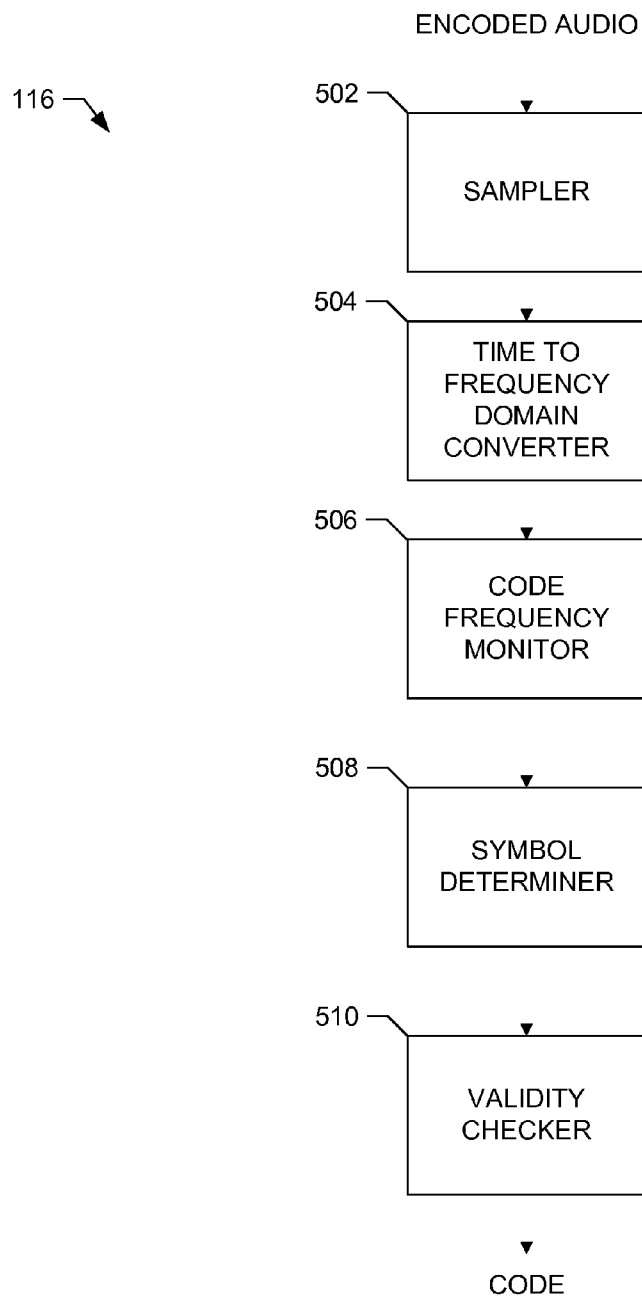 ENCODED AUDIO
116
502
SAMPLER
504
TIME TO
FREQUENCY
DOMAIN
CONVERTER
506
CODE
FREQUENCY
MONITOR
508
SYMBOL
DETERMINER
510
VALIDITY
CHECKER
CODE